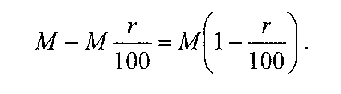 M − M r/100 = M(1 − r/100).